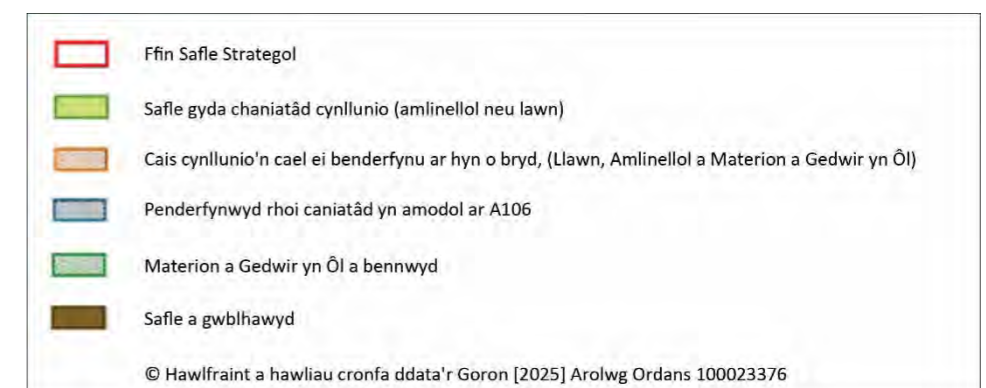 Ffin Safle Strategol
Safle gyda chaniatâd cynllunio (amlinellol neu lawn)
Cais cynllunio'n cael ei benderfynu ar hyn o bryd, (Llawn, Amlinellol a Materion a Gedwir yn Ôl)
Penderfynwyd rhoi caniatâd yn amodol ar A106
Materion a Gedwir yn Ôl a bennwyd
Safle a gwblhawyd
© Hawlfraint a hawliau cronfa ddata'r Goron [2025] Arolwg Ordans 100023376